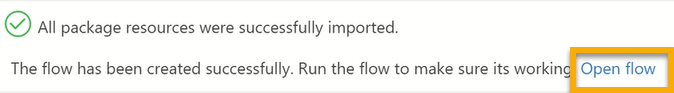 All package resources were successfully imported.
The flow has been created successfully. Run the flow to make sure its working Open flow